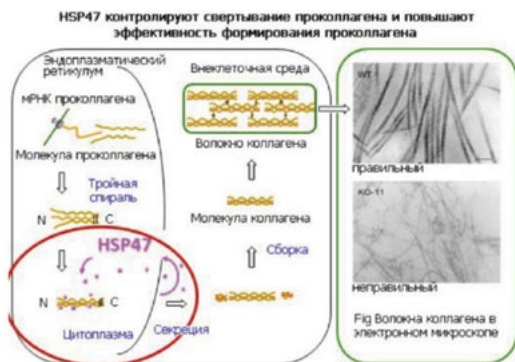 HSP47 контролируют свертывание проколлагена и повышают
эффективность формирования проколлагена
Эндоплазматический
ретикулум
мРНК проколлагена
Молекула проколлагена
Тройная
спираль
N
C
HSP47
N
C
Цитоплазма
Секреция
Внеклеточная среда
Волокно коллагена
Молекула коллагена
Сборка
WT
правильный
KO-11
неправильный
Fig Волокна коллагена в
электронном микроскопе